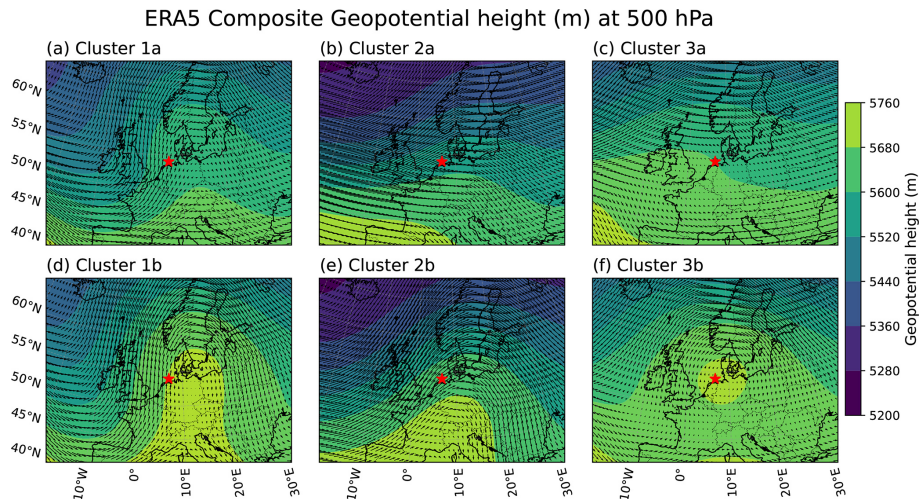 ERA5 Composite Geopotential height (m) at 500 hPa
(a) Cluster 1a
(b) Cluster 2a
(c) Cluster 3a
60°N
55°N
50°N
45°N
40°N
(d) Cluster 1b
(e) Cluster 2b
(f) Cluster 3b
60°N
55°N
50°N
45°N
40°N
10°W
0°
10°E
20°E
30°E
10°W
0°
10°E
20°E
30°E
10°W
0°
10°E
20°E
30°E
5760
5680
5600
5520
5440
5360
5280
5200
Geopotential height (m)